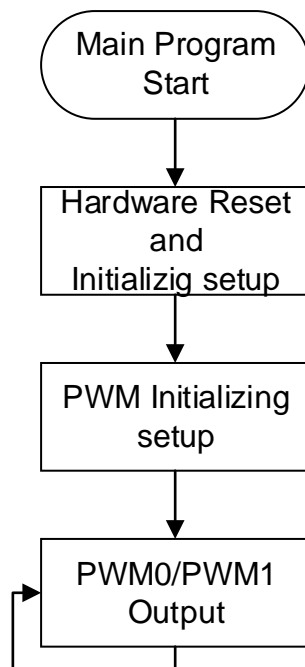 Main Program
Start
Hardware Reset
and
Initializig setup
PWM Initializing
setup
PWM0/PWM1
Output